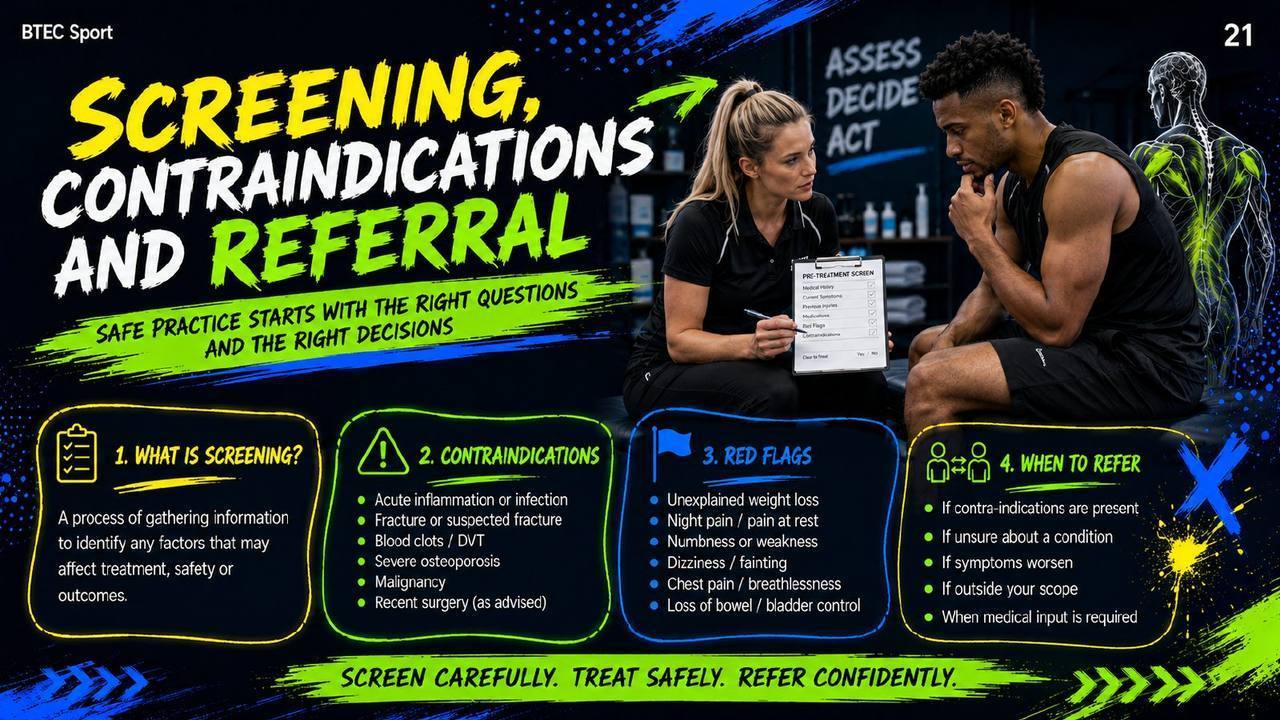 BTEC Sport
21
SCREENING,
CONTRAINDICATIONS
AND REFERRAL
SAFE PRACTICE STARTS WITH THE RIGHT QUESTIONS
AND THE RIGHT DECISIONS
ASSESS
DECIDE
ACT
PRE-TREATMENT SCREEN
Medical History
Current Symptoms
Previous Injuries
Medications
Red Flags
Contraindications
Clear to Treat Yes / No
1. WHAT IS SCREENING?
A process of gathering information
to identify any factors that may
affect treatment, safety or
outcomes.
2. CONTRAINDICATIONS
Acute inflammation or infection
Fracture or suspected fracture
Blood clots / DVT
Severe osteoporosis
Malignancy
Recent surgery (as advised)
3. RED FLAGS
Unexplained weight loss
Night pain / pain at rest
Numbness or weakness
Dizziness / fainting
Chest pain / breathlessness
Loss of bowel / bladder control
4. WHEN TO REFER
If contra-indications are present
If unsure about a condition
If symptoms worsen
If outside your scope
When medical input is required
SCREEN CAREFULLY. TREAT SAFELY. REFER CONFIDENTLY.